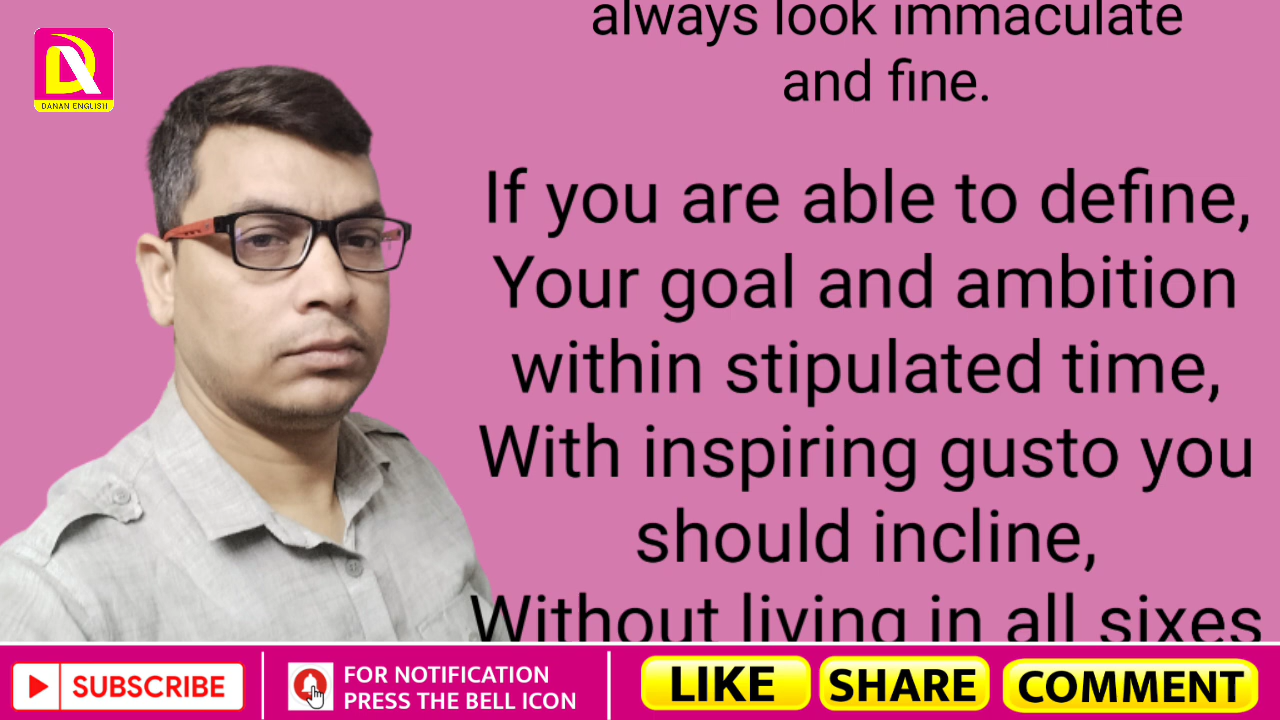 DANAN ENGLISH
always look immaculate
and fine.
If you are able to define,
Your goal and ambition
within stipulated time,
With inspiring gusto you
should incline,
Without living in all sixes
SUBSCRIBE
FOR NOTIFICATION
PRESS THE BELL ICON
LIKE
SHARE
COMMENT